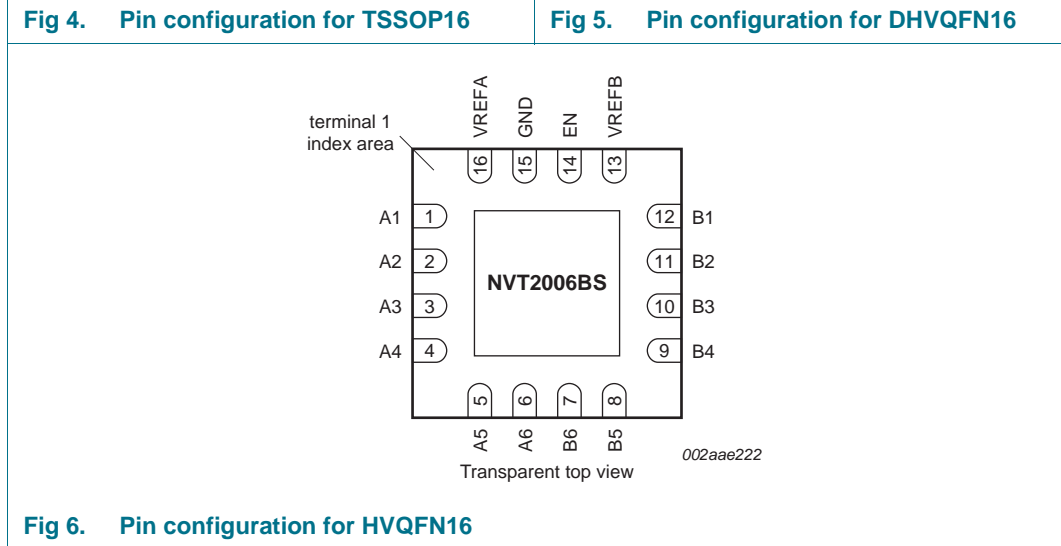 Fig 4. Pin configuration for TSSOP16
Fig 5. Pin configuration for DHVQFN16
terminal 1
index area
VREFA
GND
EN
VREFB
16
15
14
13
A1 1
12 B1
A2 2
11 B2
NVT2006BS
A3 3
10 B3
A4 4
9 B4
5
6
7
8
A5
A6
B6
B5
002aae222
Transparent top view
Fig 6. Pin configuration for HVQFN16